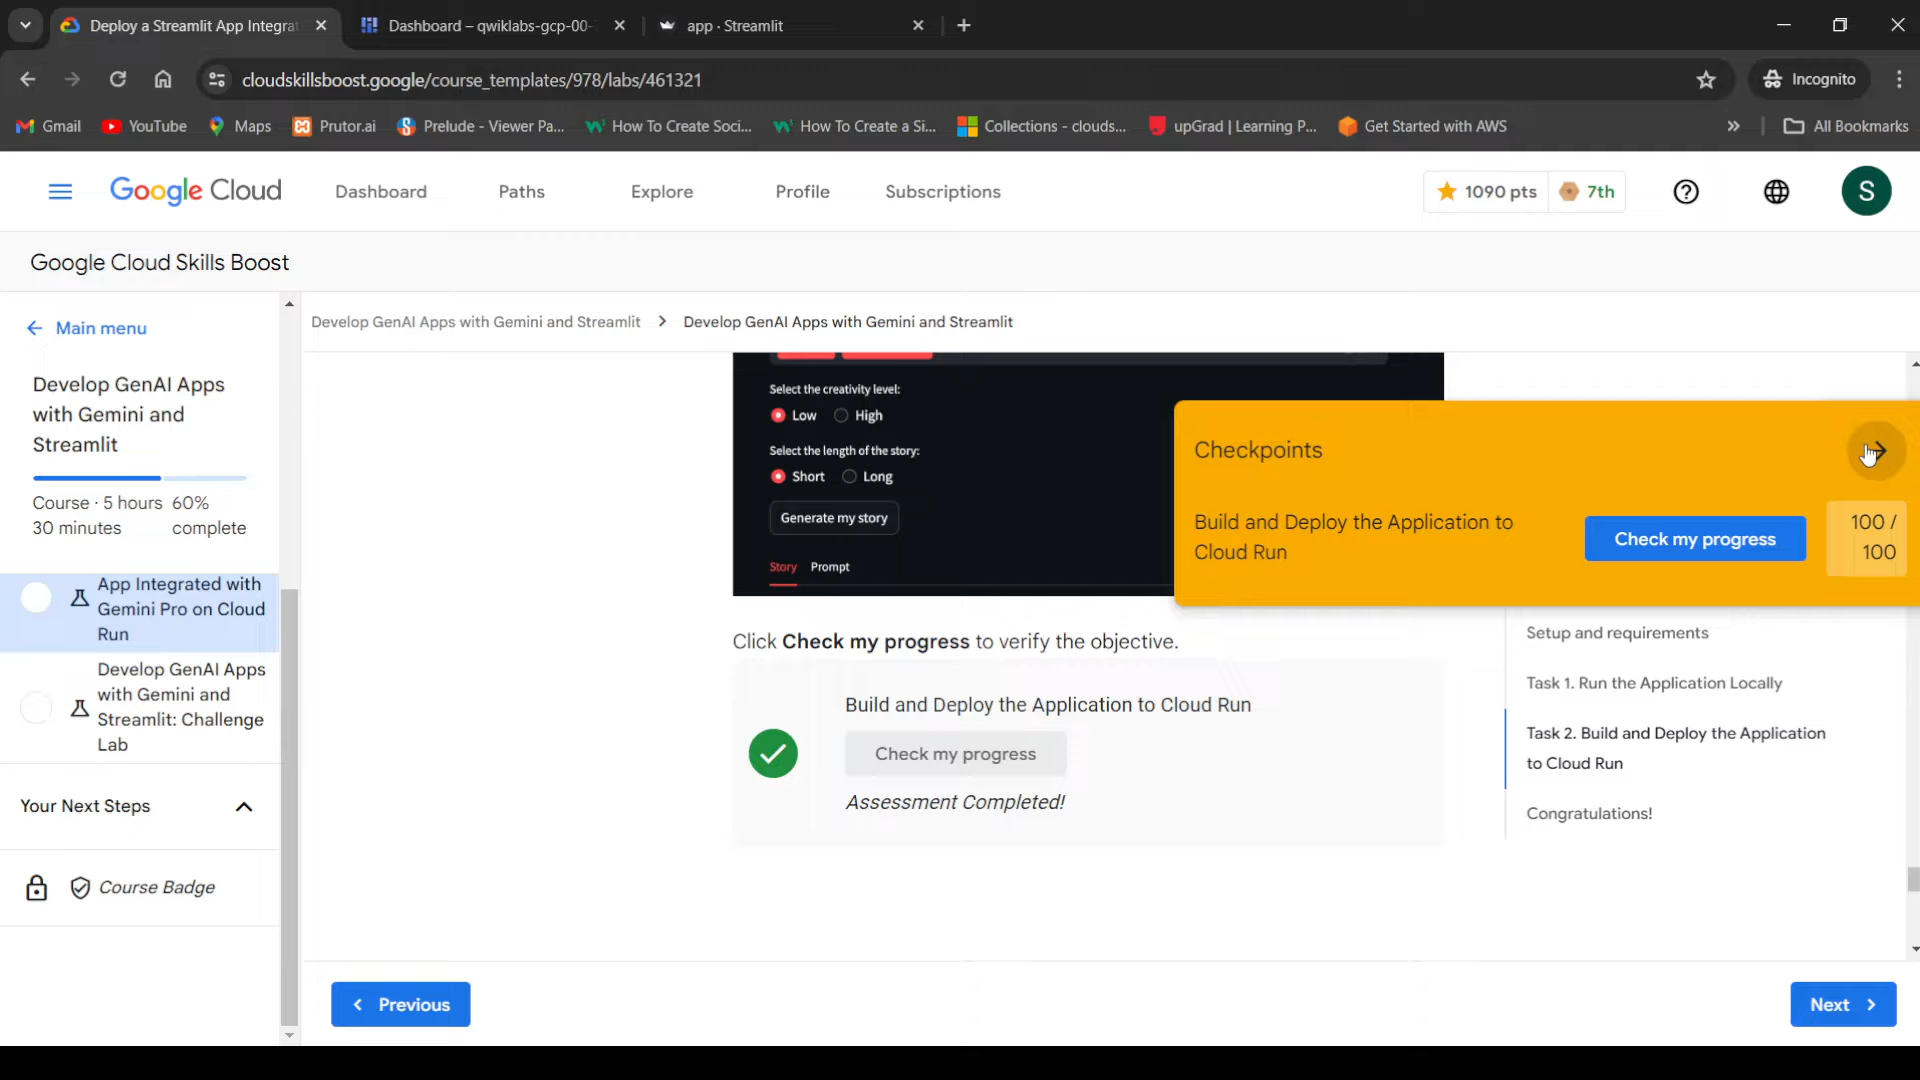 Deploy a Streamlit App Integrat
Dashboard – qwiklabs-gcp-00-
app · Streamlit
cloudskillsboost.google/course_templates/978/labs/461321
Incognito
Gmail
YouTube
Maps
Prutor.ai
Prelude - Viewer Pa...
How To Create Soci...
How To Create a Si...
Collections - clouds...
upGrad | Learning P...
Get Started with AWS
»
All Bookmarks
Google Cloud
Dashboard
Paths
Explore
Profile
Subscriptions
1090 pts
7th
S
Google Cloud Skills Boost
Main menu
Develop GenAI Apps
with Gemini and
Streamlit
Course · 5 hours
30 minutes
60%
complete
App Integrated with
Gemini Pro on Cloud
Run
Develop GenAI Apps
with Gemini and
Streamlit: Challenge
Lab
Your Next Steps
Course Badge
Develop GenAI Apps with Gemini and Streamlit > Develop GenAI Apps with Gemini and Streamlit
Select the creativity level:
Low High
Select the length of the story:
Short Long
Generate my story
Story Prompt
Checkpoints
Build and Deploy the Application to
Cloud Run
Check my progress
100 /
100
Click Check my progress to verify the objective.
Build and Deploy the Application to Cloud Run
Check my progress
Assessment Completed!
Setup and requirements
Task 1. Run the Application Locally
Task 2. Build and Deploy the Application
to Cloud Run
Congratulations!
Previous
Next